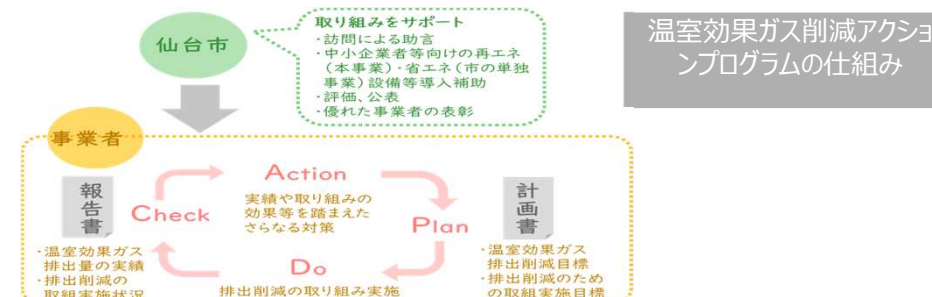 取り組みをサポート
・訪問による助言
・中小企業者等向けの再エネ
（本事業）・省エネ（市の単独
事業）設備等導入補助
・評価、公表
・優れた事業者の表彰
仙台市
温室効果ガス削減アクショ
ンプログラムの仕組み
事業者
報告書
Check
・温室効果ガス
排出量の実績
・排出削減の
取組実施状況
Action
実績や取り組みの
効果等を踏まえた
さらなる対策
Plan
計画書
・温室効果ガス
排出削減目標
・排出削減のため
の取組実施目標
Do
排出削減の取り組み実施